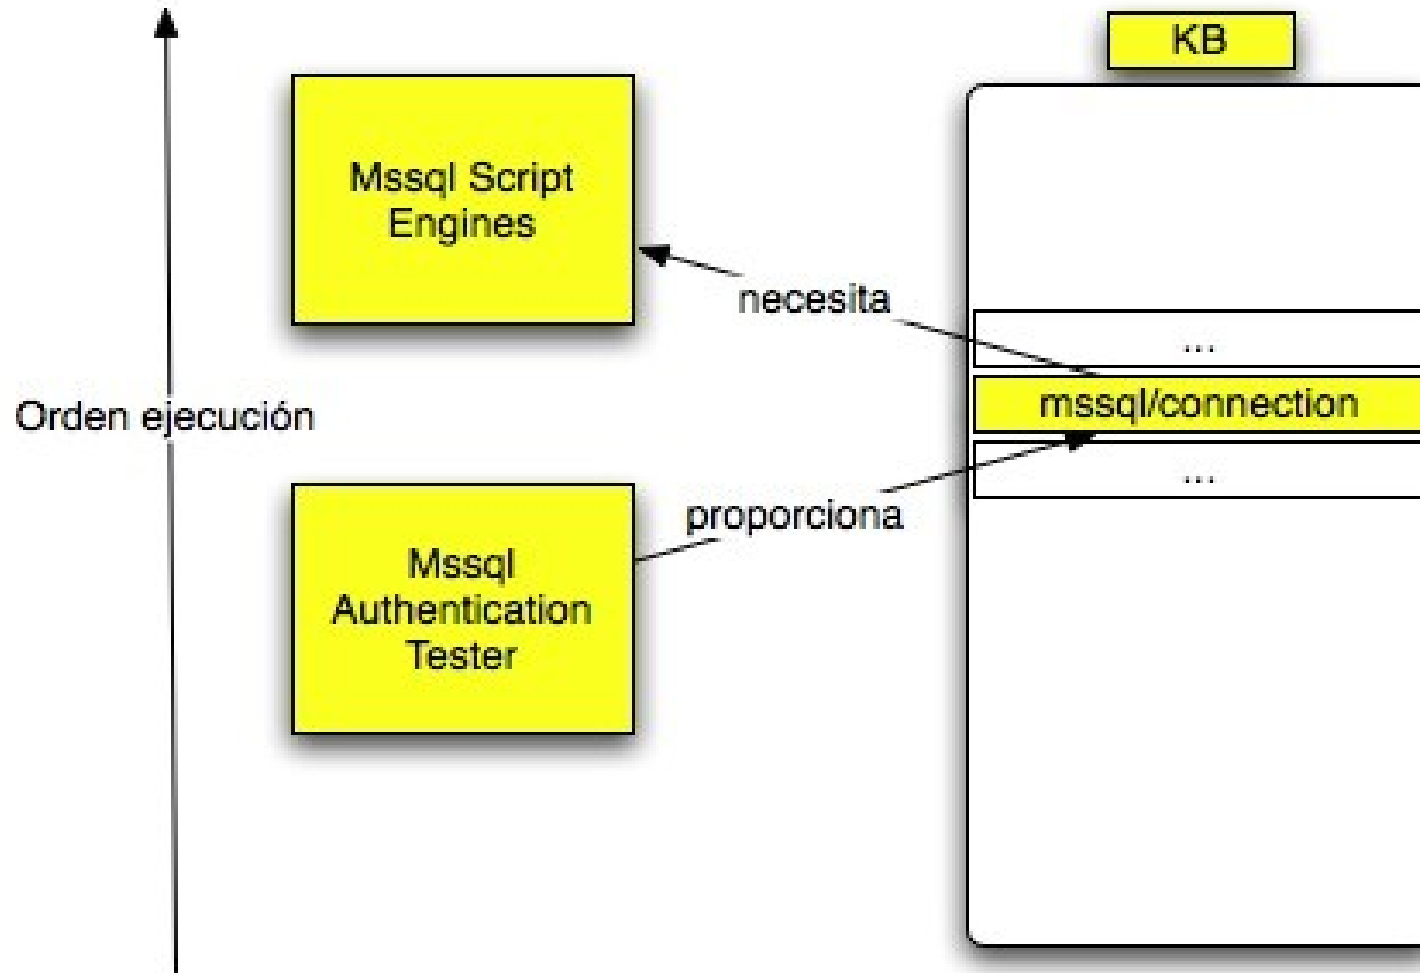 KB
Mssql Script
Engines
necesita
...
mssql/connection
Orden ejecución
...
proporciona
Mssql
Authentication
Tester